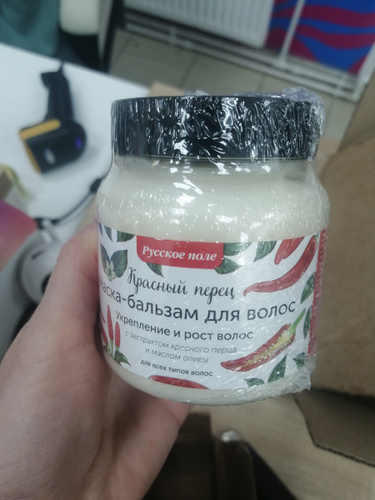 Русское поле
Красный перец
аска-бальзам для волос
Укрепление и рост волос
с экстрактом красного перца
и маслом оливы
для всех типов волос